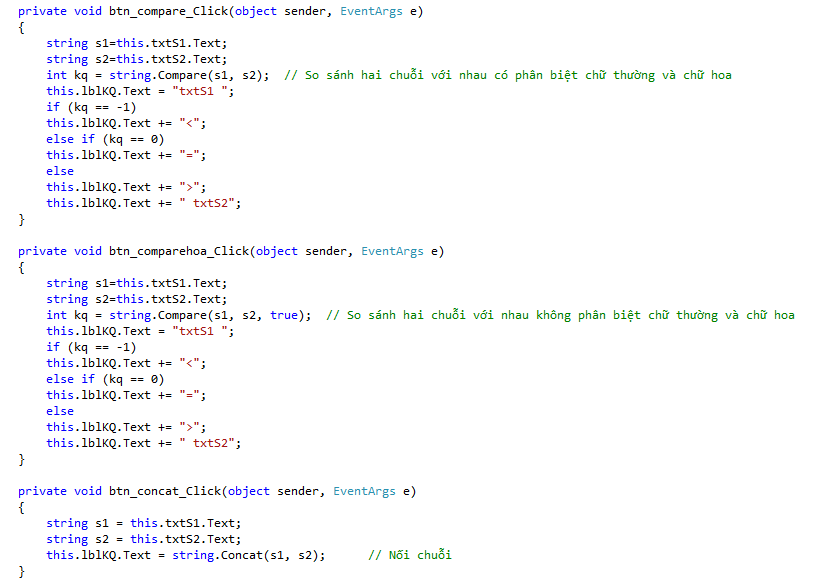 private void btn_compare_Click(object sender, EventArgs e)
{
    string s1=this.txtS1.Text;
    string s2=this.txtS2.Text;
    int kq = string.Compare(s1, s2);  // So sánh hai chuỗi với nhau có phân biệt chữ thường và chữ hoa
    this.lblKQ.Text = "txtS1 ";
    if (kq == -1)
    this.lblKQ.Text += "<";
    else if (kq == 0)
    this.lblKQ.Text += "=";
    else
    this.lblKQ.Text += ">";
    this.lblKQ.Text += " txtS2";
}

private void btn_comparehoa_Click(object sender, EventArgs e)
{
    string s1=this.txtS1.Text;
    string s2=this.txtS2.Text;
    int kq = string.Compare(s1, s2, true);  // So sánh hai chuỗi với nhau không phân biệt chữ thường và chữ hoa
    this.lblKQ.Text = "txtS1 ";
    if (kq == -1)
    this.lblKQ.Text += "<";
    else if (kq == 0)
    this.lblKQ.Text += "=";
    else
    this.lblKQ.Text += ">";
    this.lblKQ.Text += " txtS2";
}

private void btn_concat_Click(object sender, EventArgs e)
{
    string s1 = this.txtS1.Text;
    string s2 = this.txtS2.Text;
    this.lblKQ.Text = string.Concat(s1, s2);      // Nối chuỗi
}